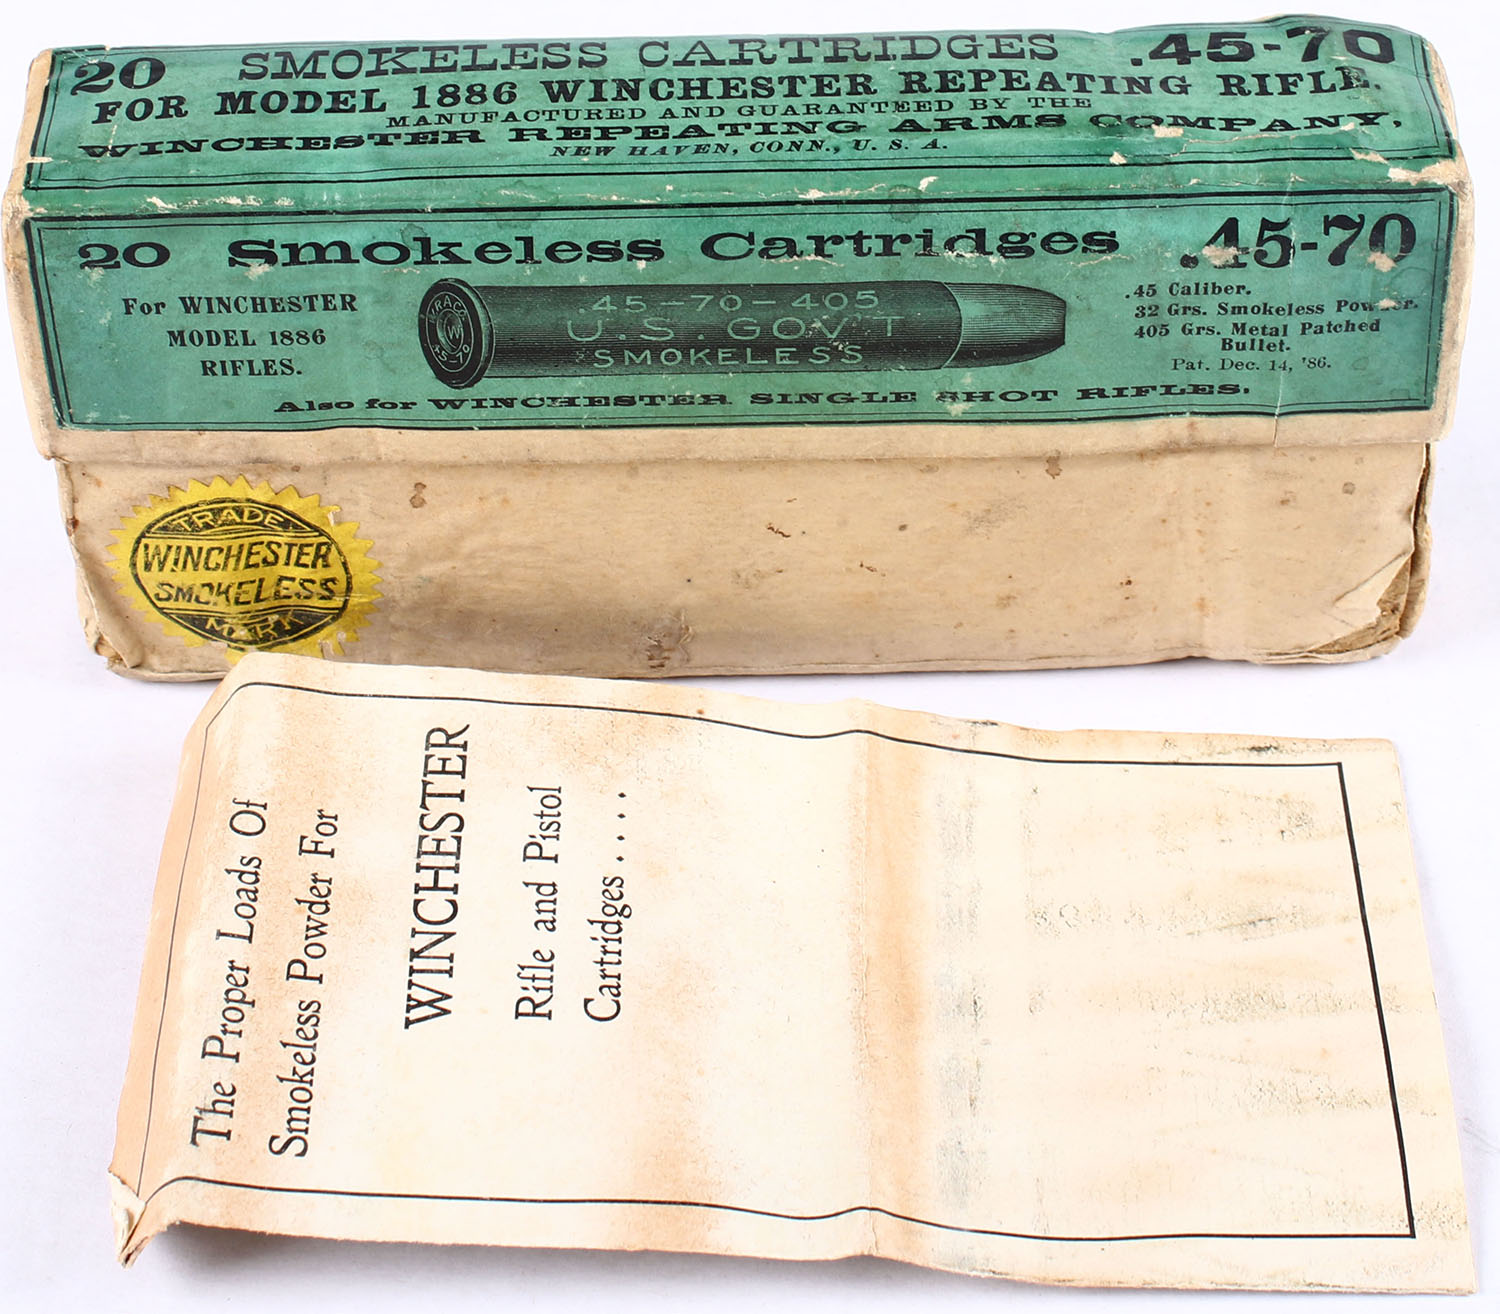 20 SMOKELESS CARTRIDGES .45-70
FOR MODEL 1886 WINCHESTER REPEATING RIFLE.
MANUFACTURED AND GUARANTEED BY THE
WINCHESTER REPEATING ARMS COMPANY,
NEW HAVEN, CONN., U. S. A.
20 Smokeless Cartridges .45-70
For WINCHESTER
MODEL 1886
RIFLES.
W.R.A.CO.
W
45-70
.45-70-405
U.S. GOV'T
SMOKELESS
.45 Caliber.
32 Grs. Smokeless Powder.
405 Grs. Metal Patched
Bullet.
Pat. Dec. 14, '86.
Also for WINCHESTER SINGLE SHOT RIFLES.
TRADE
WINCHESTER
SMOKELESS
MARK
The Proper Loads Of
Smokeless Powder For
WINCHESTER
Rifle and Pistol
Cartridges ....